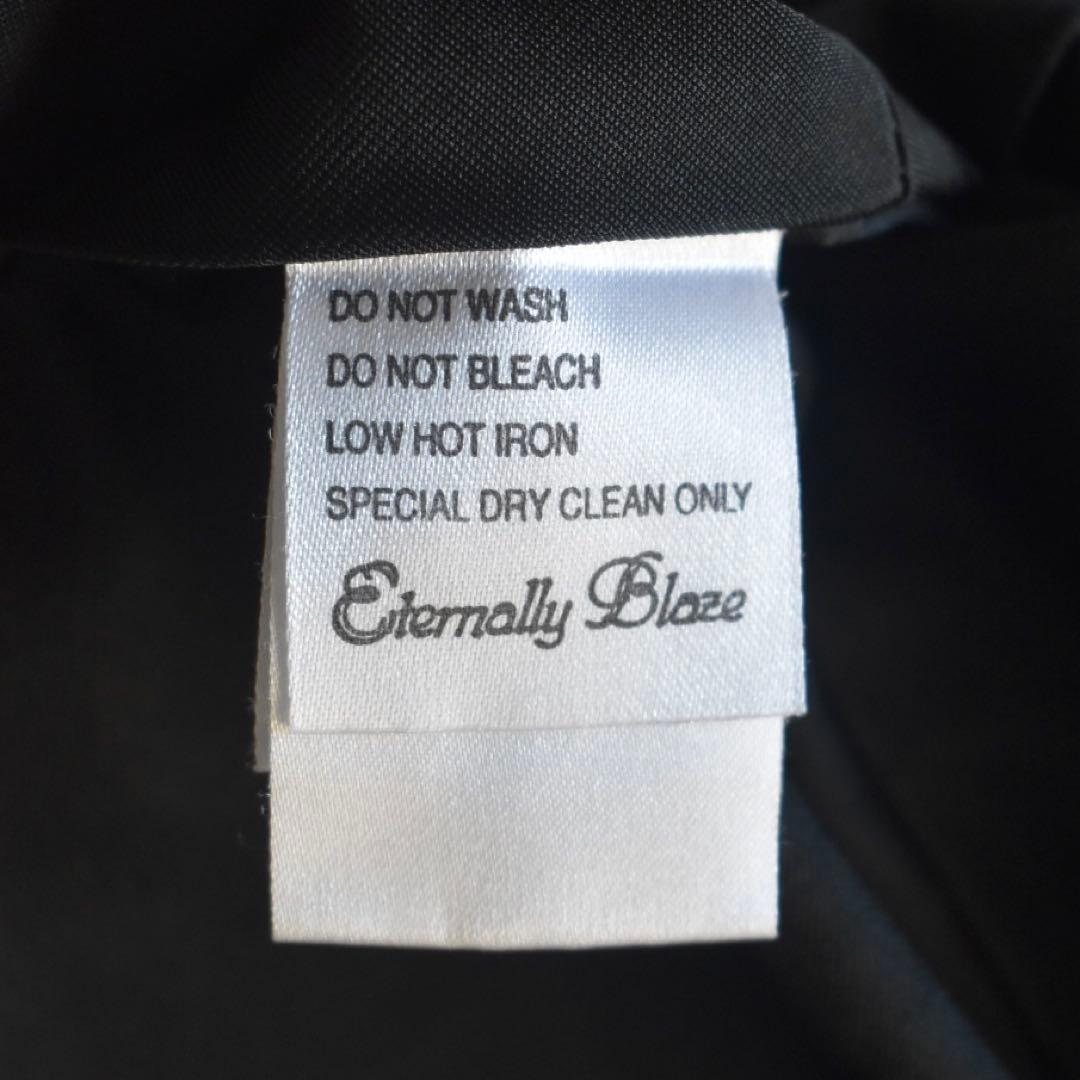 DO NOT WASH
DO NOT BLEACH
LOW HOT IRON
SPECIAL DRY CLEAN ONLY
Eternally Blaze